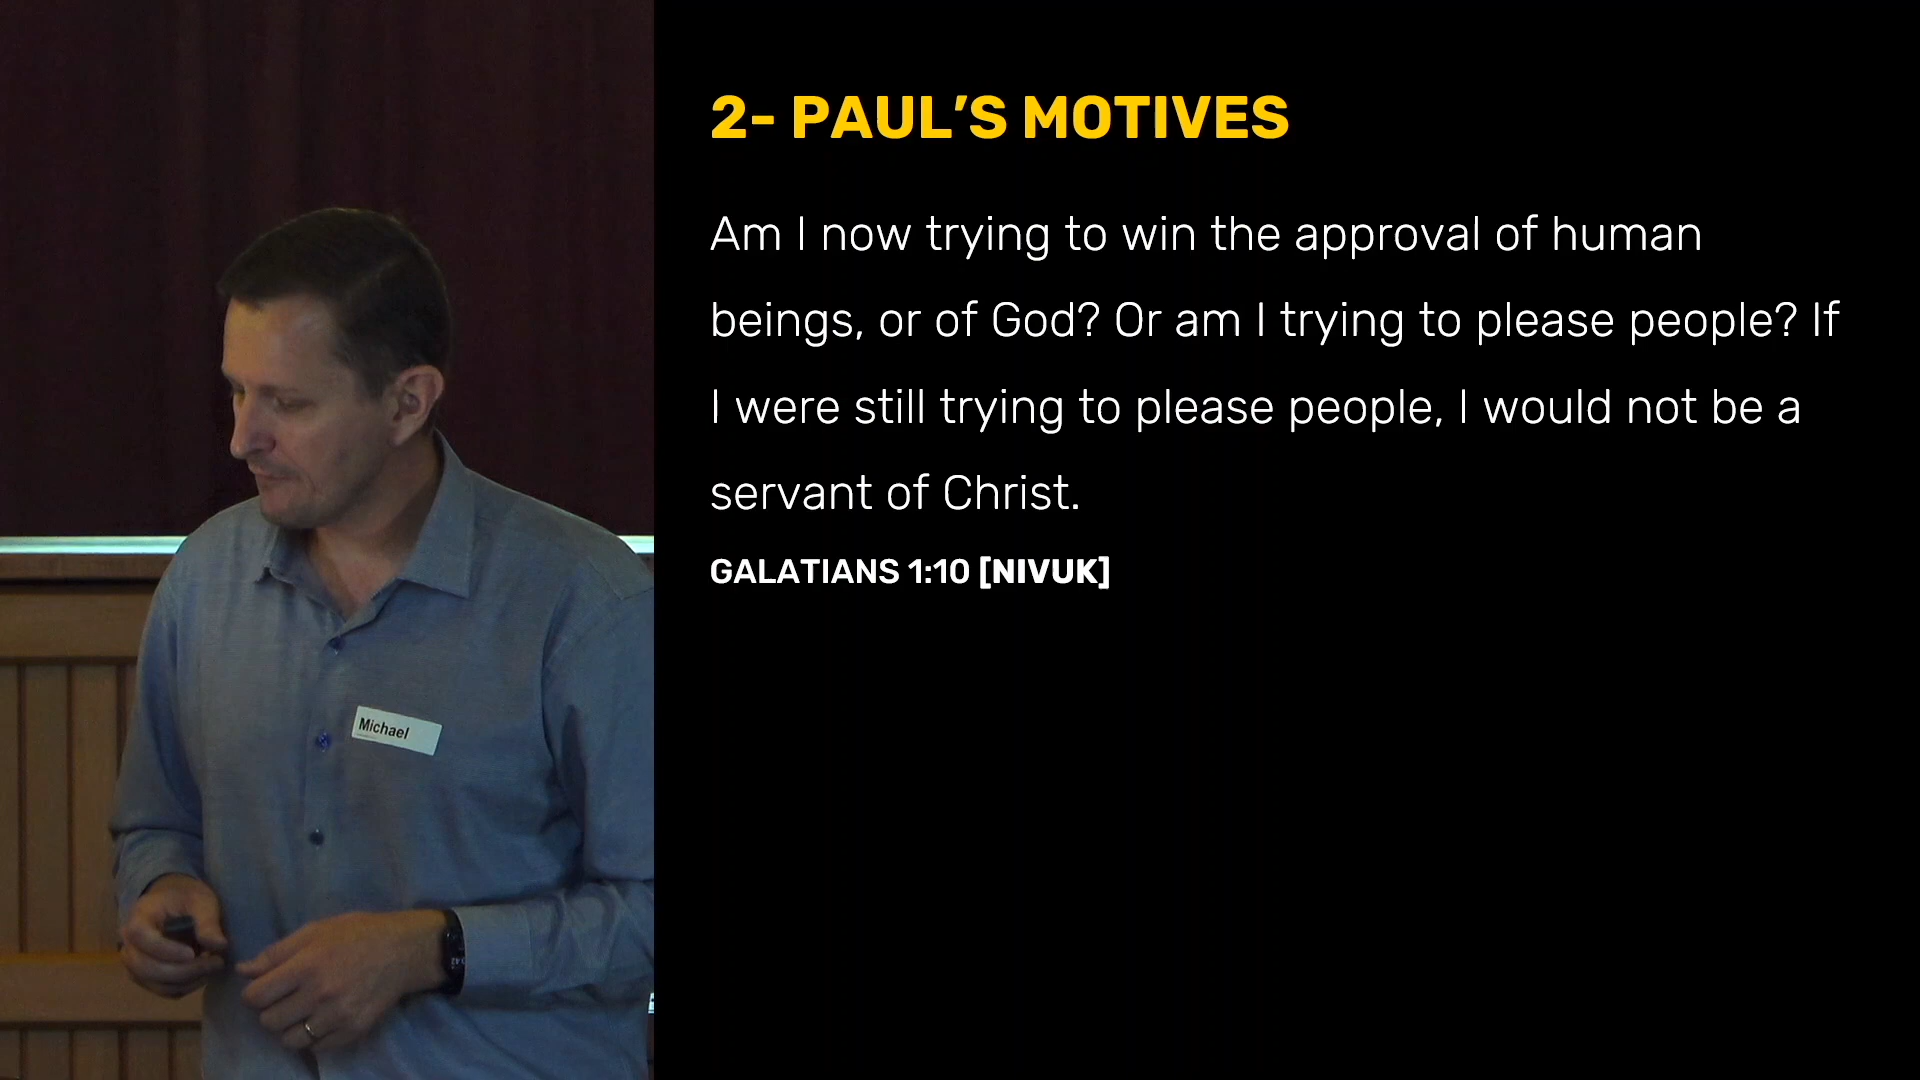 2- PAUL’S MOTIVES
Am I now trying to win the approval of human
beings, or of God? Or am I trying to please people? If
I were still trying to please people, I would not be a
servant of Christ.
GALATIANS 1:10 [NIVUK]
Michael